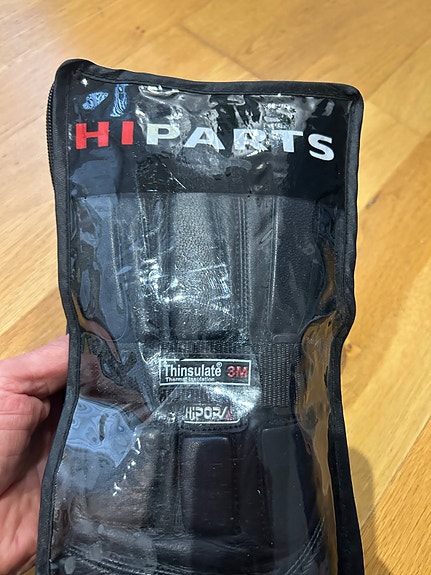 HIPARTS
Thinsulate® 3M
Thermal Insulation
HiPORA